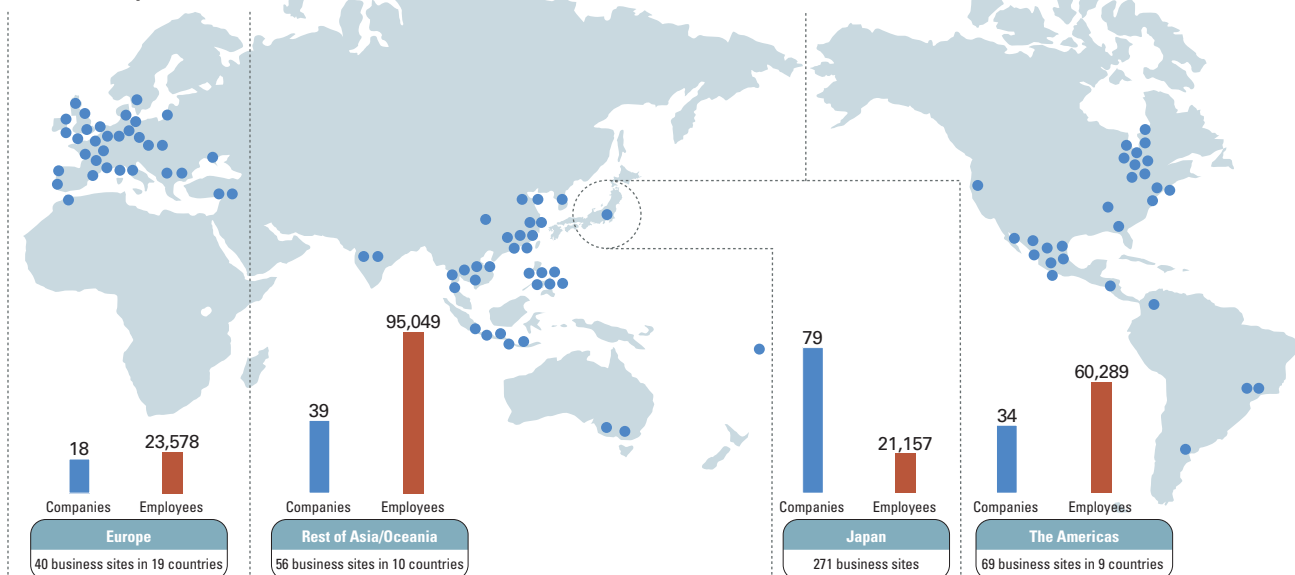 18
23,578
Companies
Employees
Europe
40 business sites in 19 countries
39
95,049
Companies
Employees
Rest of Asia/Oceania
56 business sites in 10 countries
79
21,157
Companies
Employees
Japan
271 business sites
34
60,289
Companies
Employees
The Americas
69 business sites in 9 countries